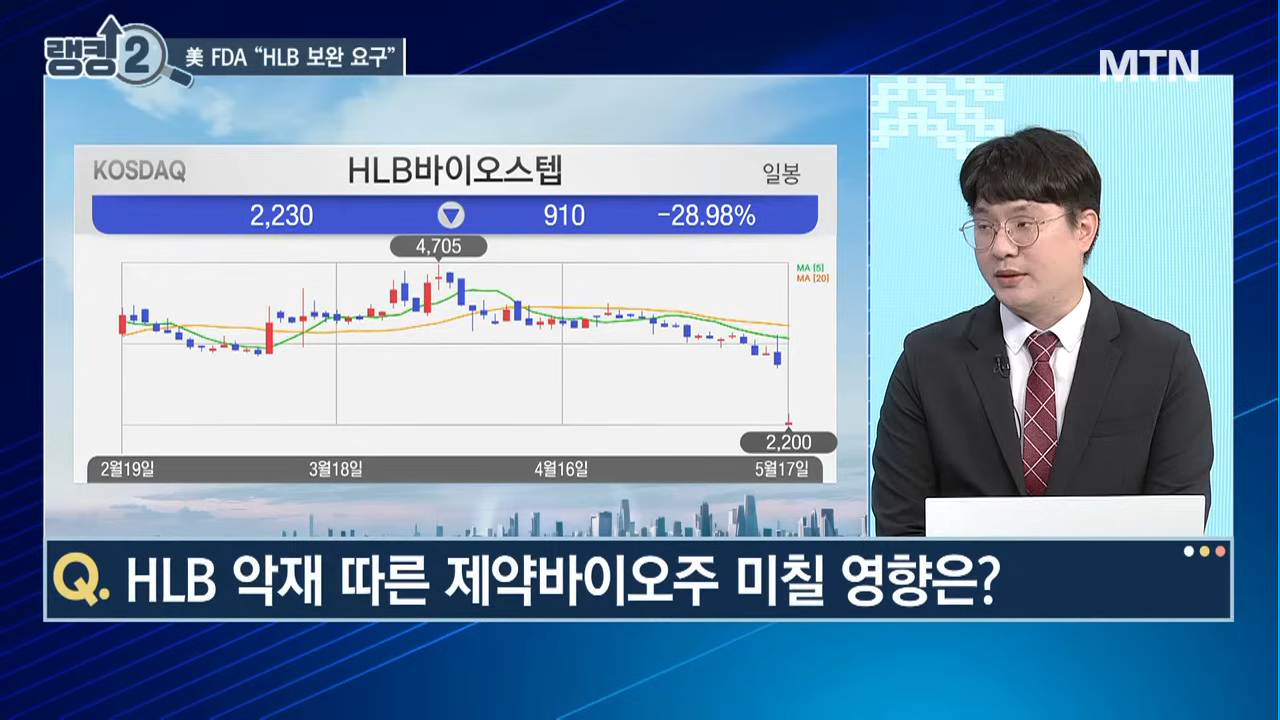 랭킹 2
美 FDA “HLB 보완 요구”
MTN
KOSDAQ
HLB바이오스텝
일봉
2,230 ▼ 910 -28.98%
4,705
MA [5]
MA [20]
2,200
2월19일 3월18일 4월16일 5월17일
Q. HLB 악재 따른 제약바이오주 미칠 영향은?